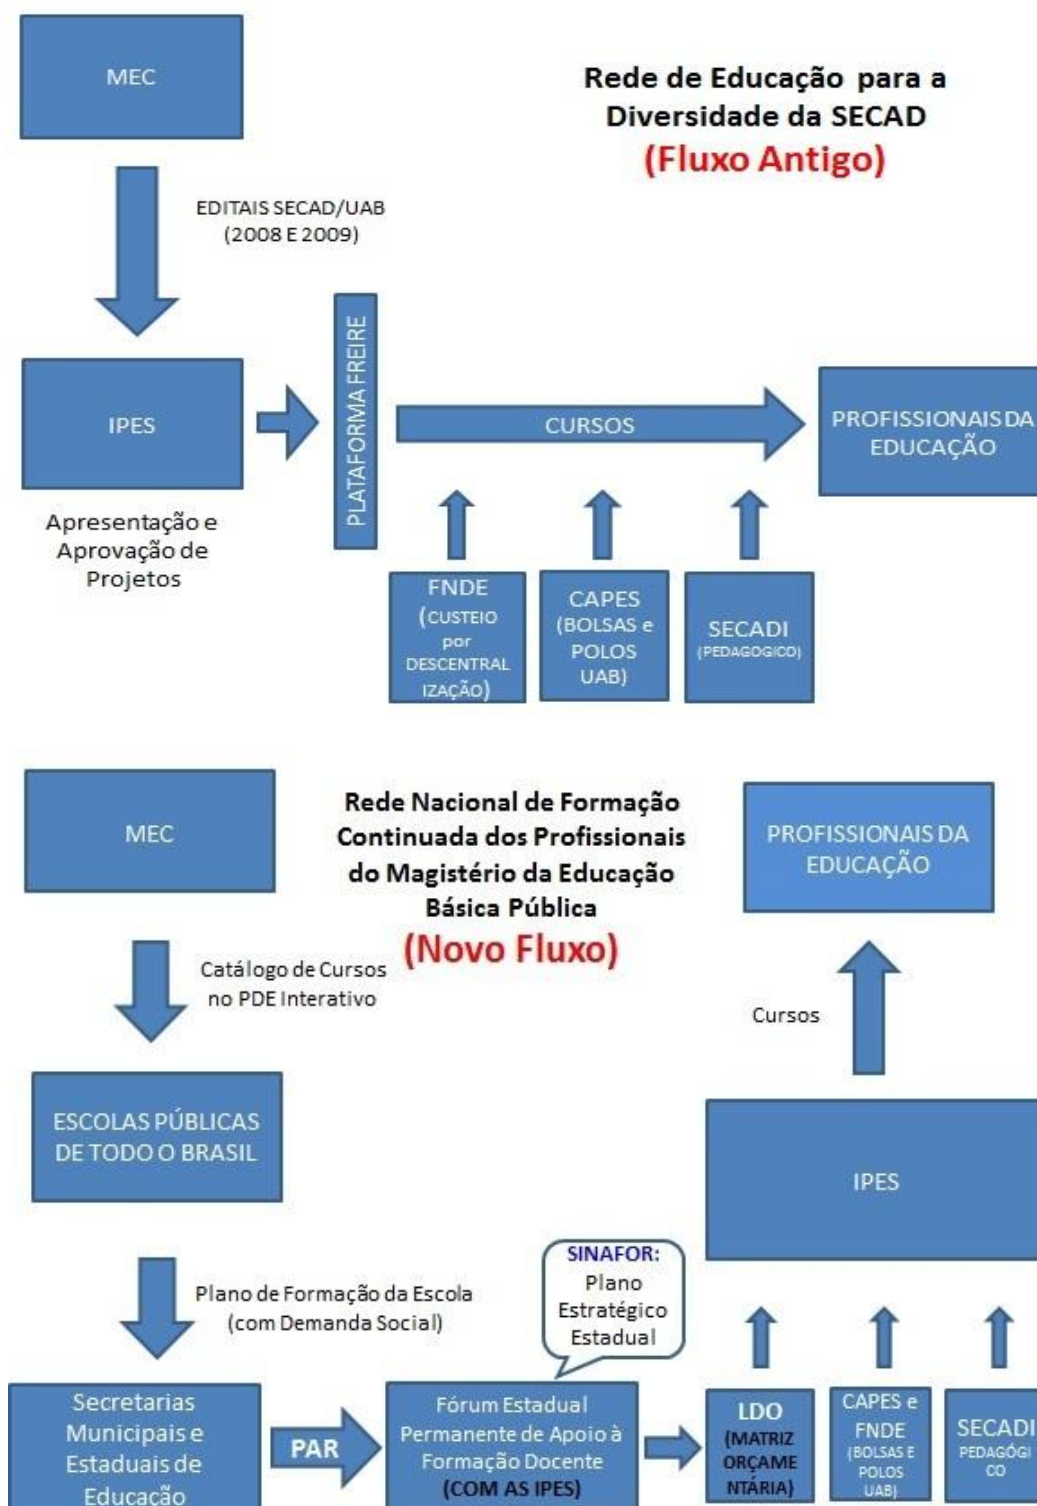 MEC
Rede de Educação para a
Diversidade da SECAD
(Fluxo Antigo)
EDITAIS SECAD/UAB
(2008 E 2009)
IPES
Apresentação e
Aprovação de
Projetos
PLATAFORMA FREIRE
CURSOS
PROFISSIONAIS DA
EDUCAÇÃO
FNDE
(CUSTEIO
por
DESCENTRAL
IZAÇÃO)
CAPES
(BOLSAS e
POLOS
UAB)
SECADI
(PEDAGOGICO)
MEC
Rede Nacional de Formação
Continuada dos Profissionais
do Magistério da Educação
Básica Pública
(Novo Fluxo)
PROFISSIONAIS DA
EDUCAÇÃO
Catálogo de Cursos
no PDE Interativo
Cursos
ESCOLAS PÚBLICAS
DE TODO O BRASIL
IPES
Plano de Formação da Escola
(com Demanda Social)
SINAFOR:
Plano
Estratégico
Estadual
Secretarias
Municipais e
Estaduais de
Educação
PAR
Fórum Estadual
Permanente de Apoio à
Formação Docente
(COM AS IPES)
LDO
(MATRIZ
ORÇAME
NTÁRIA)
CAPES e
FNDE
(BOLSAS E
POLOS
UAB)
SECADI
PEDAGÓGI
CO